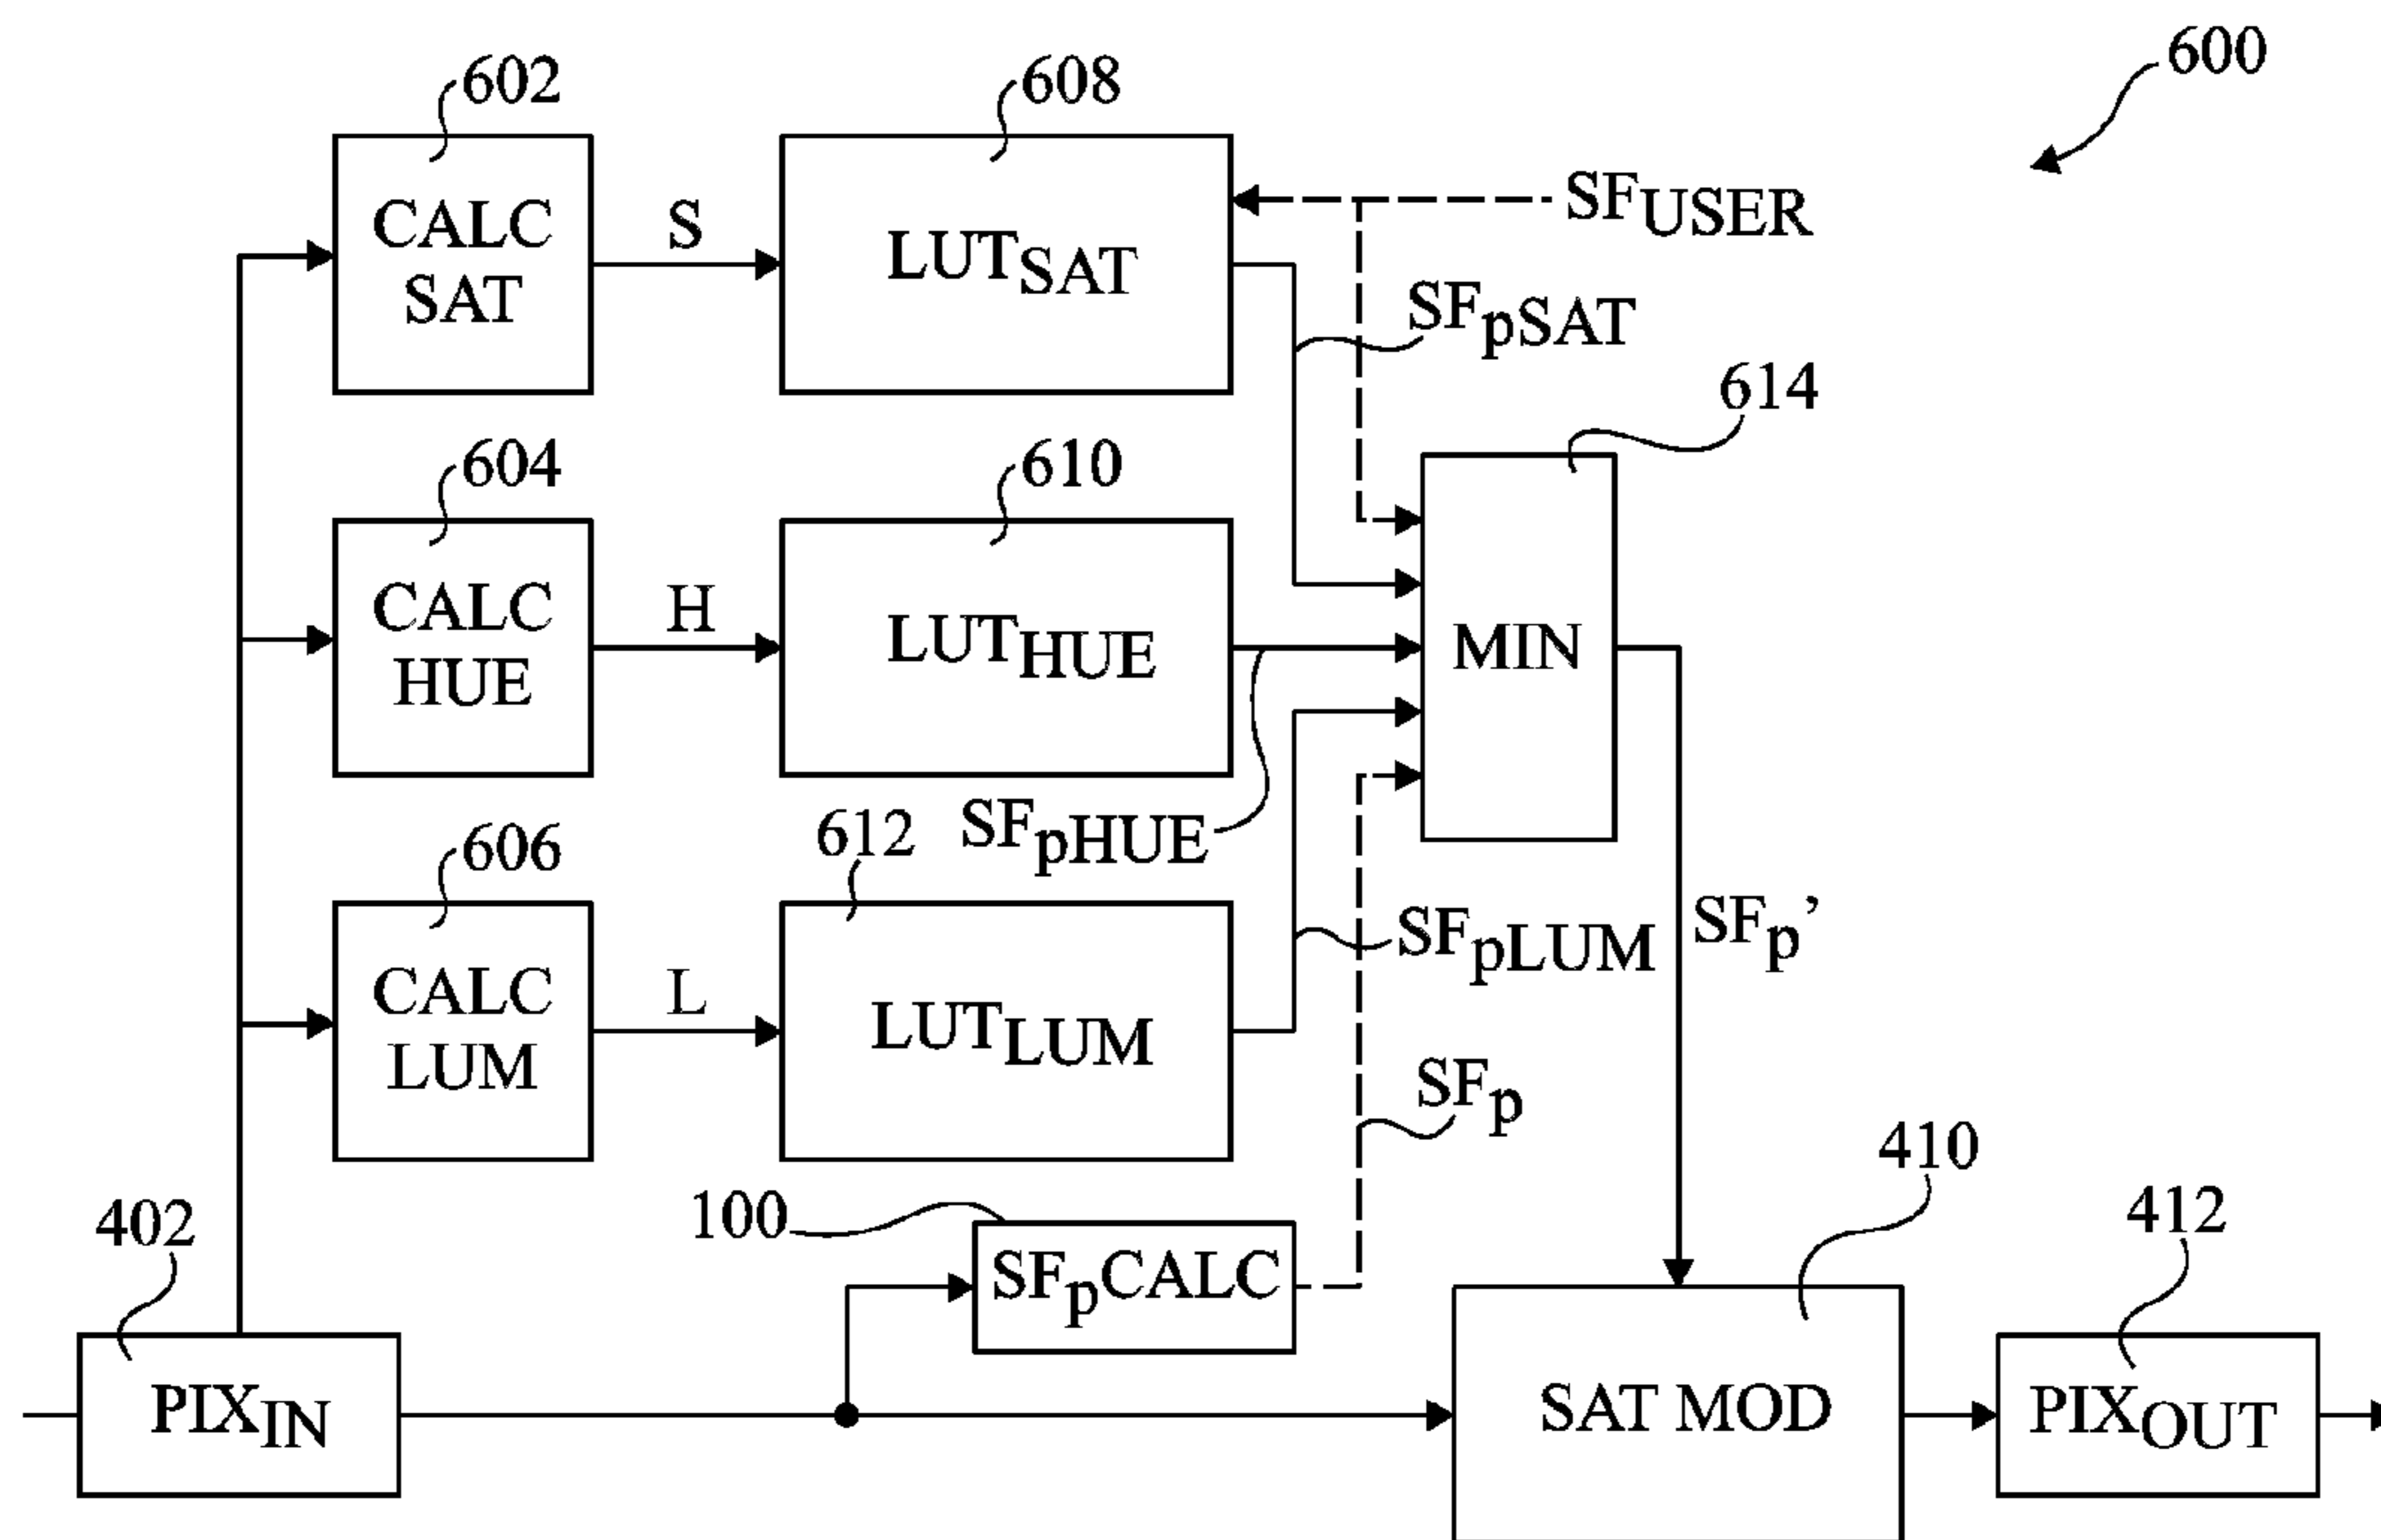 600
602
608
CALC
SAT
S
LUTSAT
SFUSER
SFpSAT
614
604
610
CALC
HUE
H
LUTHUE
MIN
SFpHUE
606
612
CALC
LUM
L
LUTLUM
SFpLUM
SFp’
SFp
100
SFpCALC
402
PIXIN
410
SAT MOD
412
PIXOUT